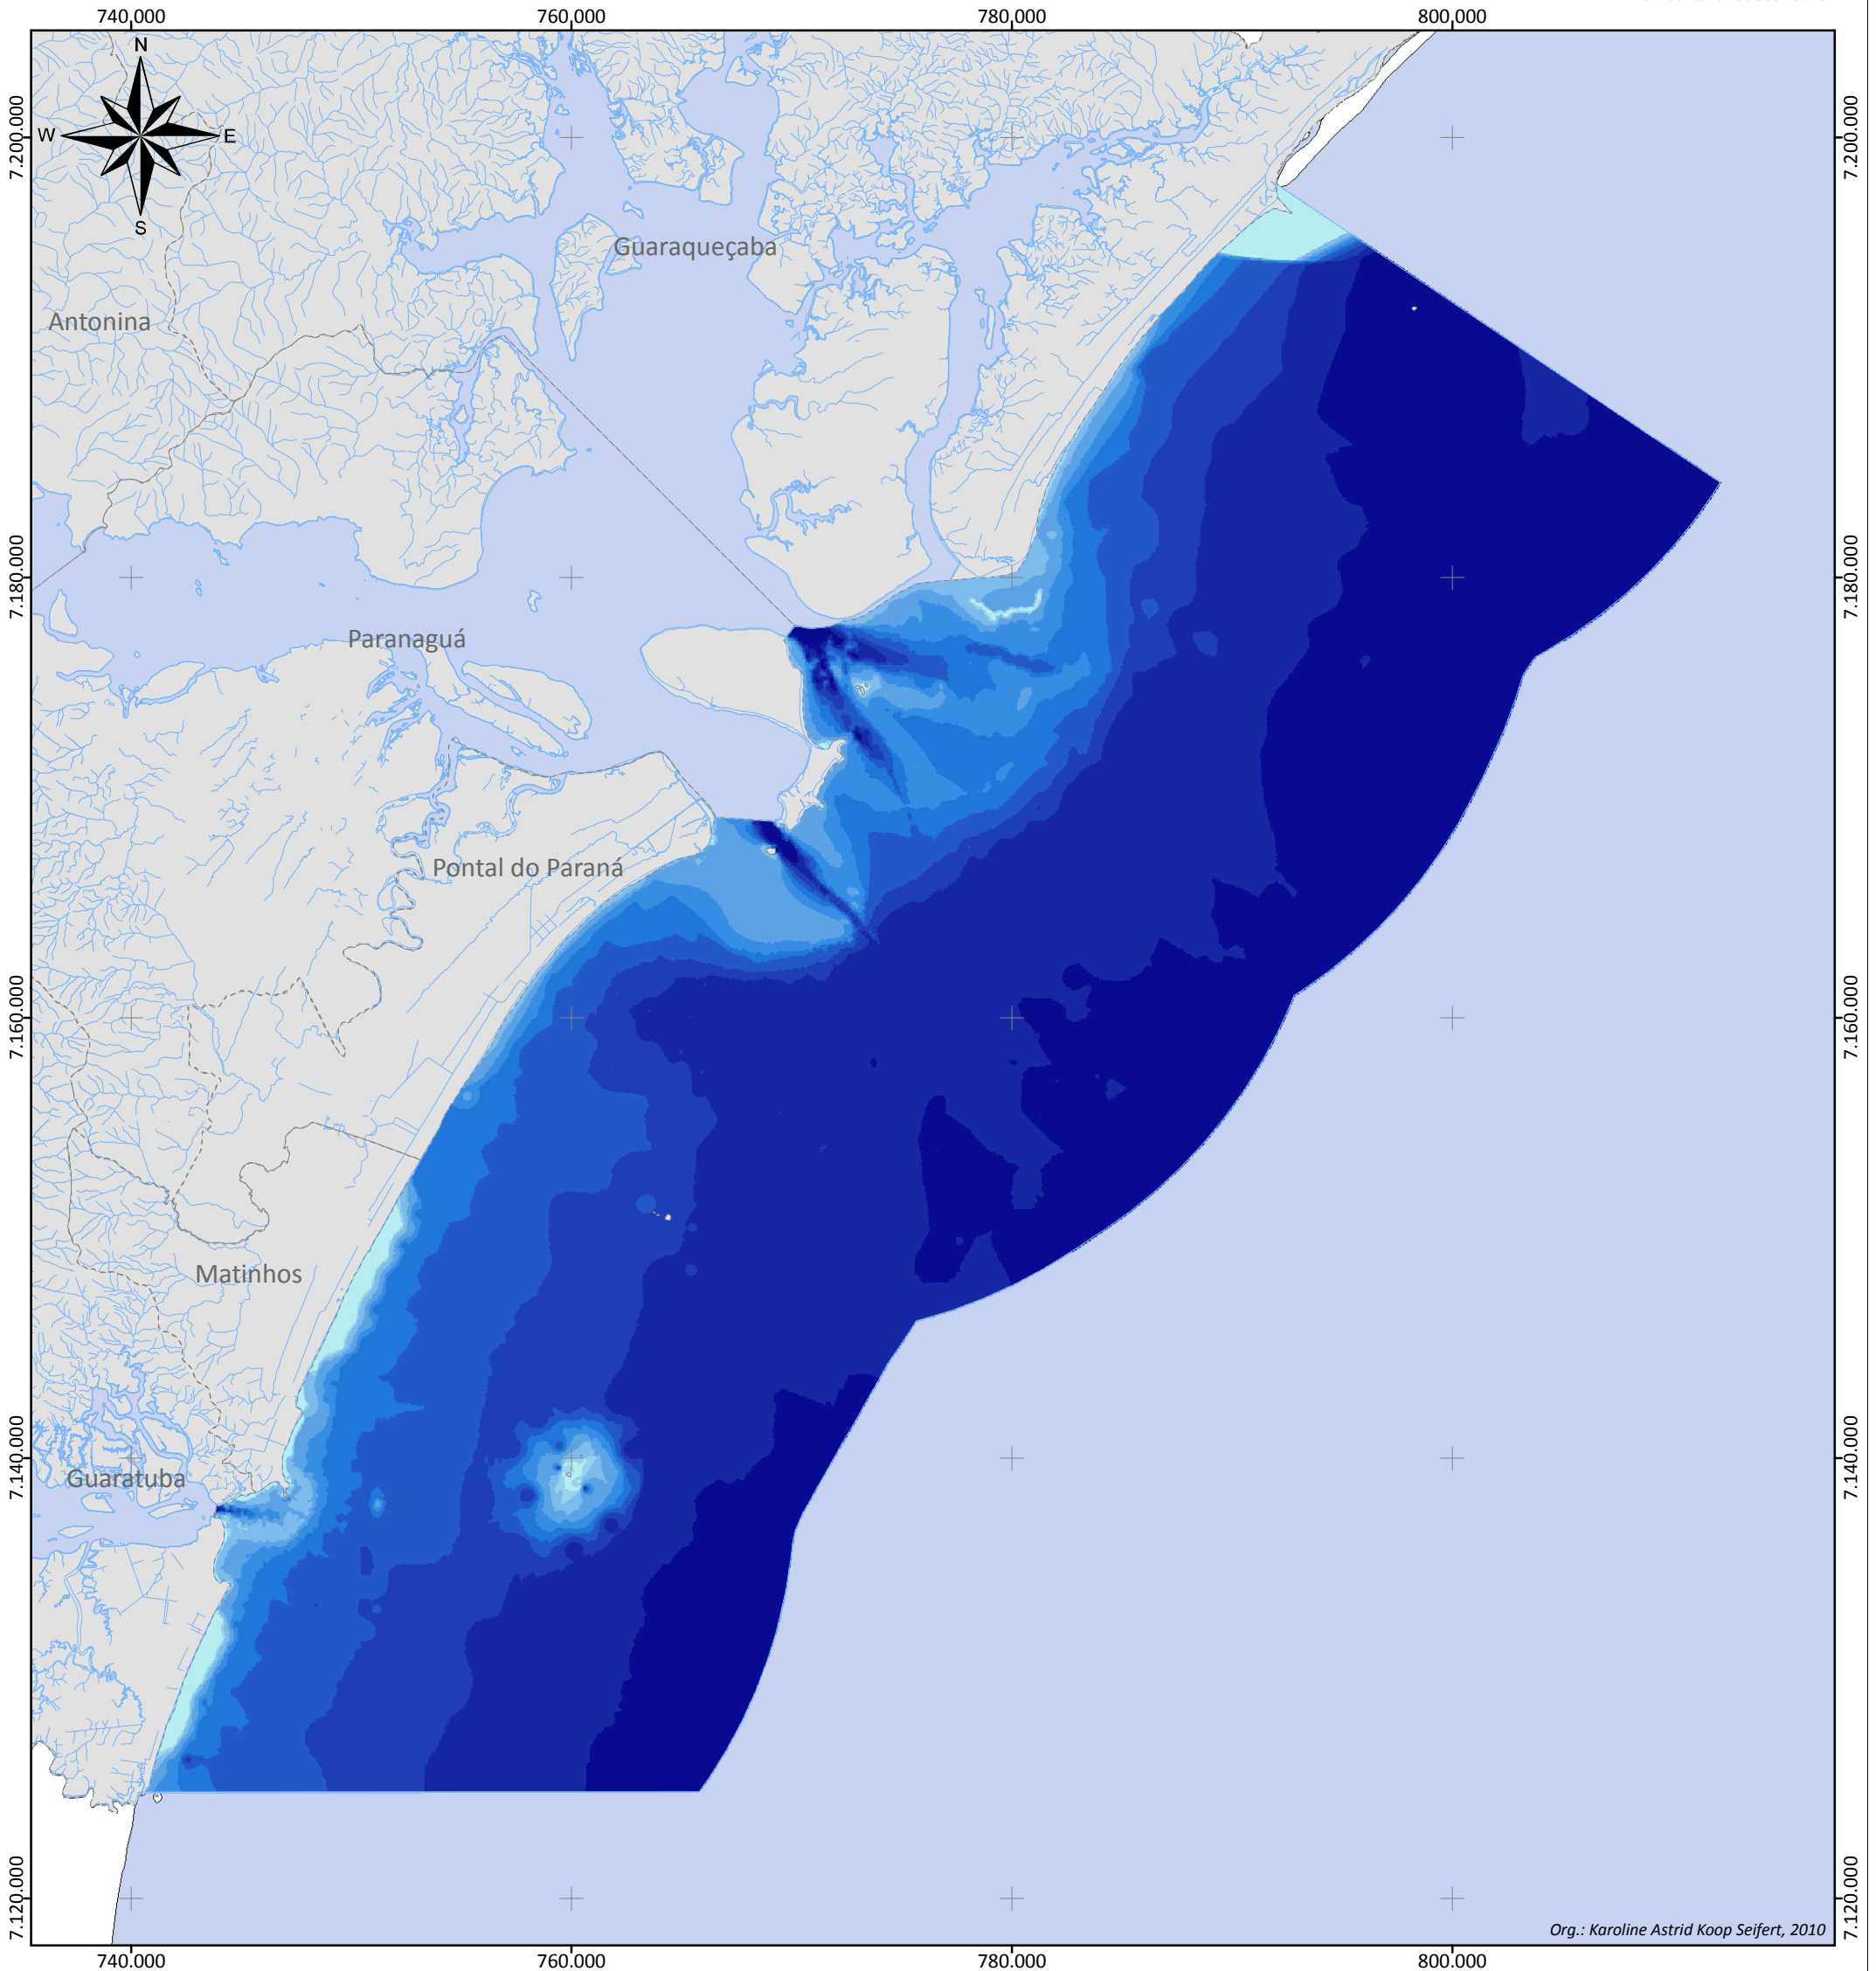 740.000 760.000 780.000 800.000
N
W E
S
7.200.000 7.200.000
Guaraqueçaba
Antonina
7.180.000 7.180.000
Paranaguá
Pontal do Paraná
7.160.000 7.160.000
Matinhos
7.140.000 7.140.000
Guaratuba
7.120.000 7.120.000
Org.: Karoline Astrid Koop Seifert, 2010
740.000 760.000 780.000 800.000